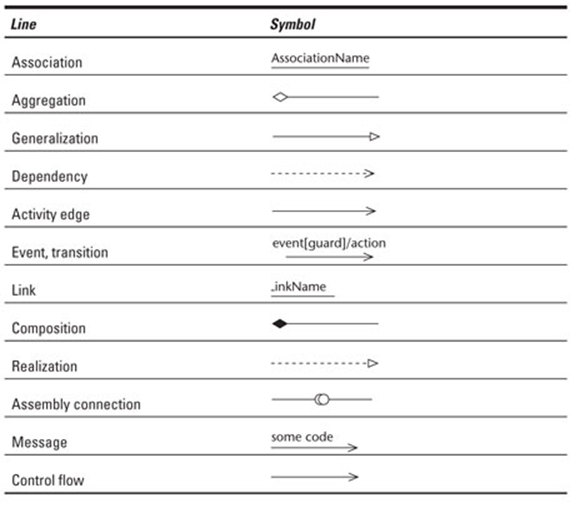 Line Symbol
Association AssociationName
Aggregation
Generalization
Dependency
Activity edge
Event, transition event[guard]/action
Link .inkName
Composition
Realization
Assembly connection
Message some code
Control flow